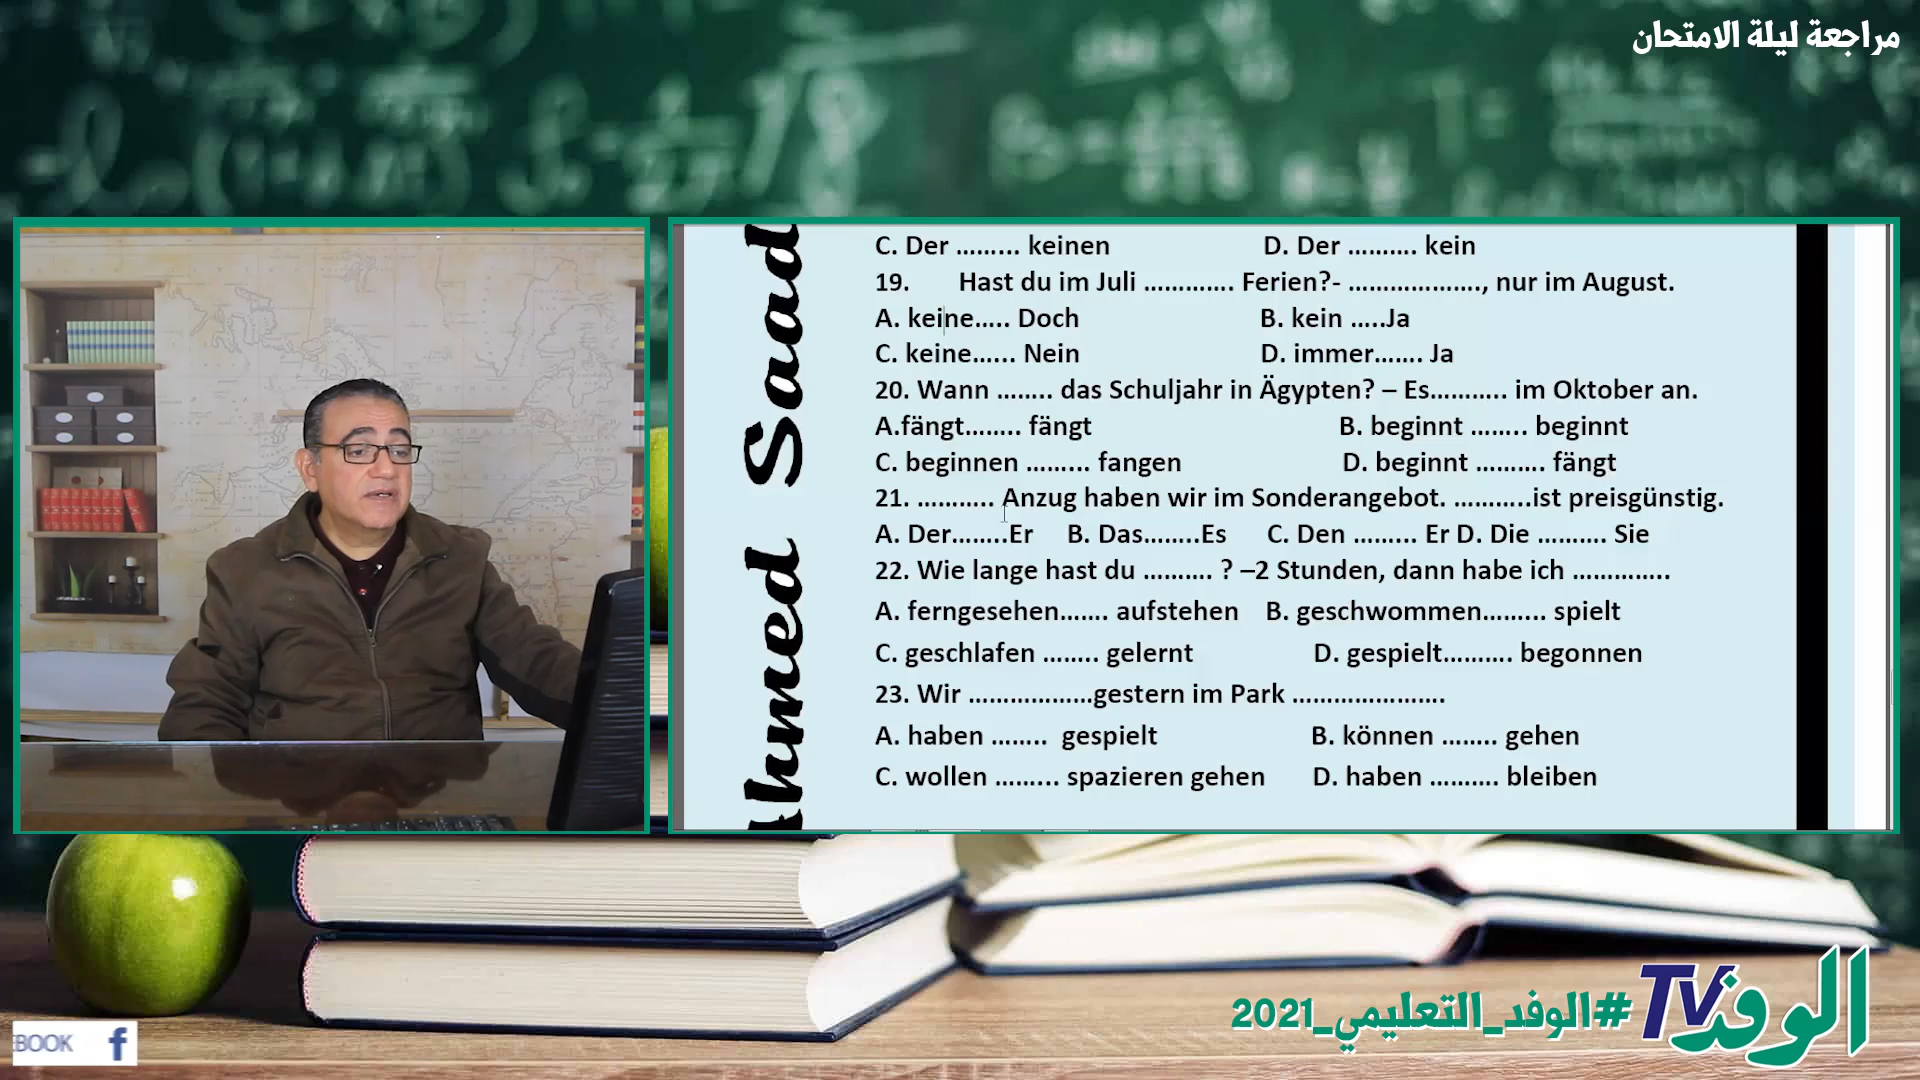 مراجعة ليلة الامتحان
C. Der ……... keinen D. Der ………. kein
19. Hast du im Juli …………. Ferien?- ………………., nur im August.
A. keine….. Doch B. kein …..Ja
C. keine…... Nein D. immer……. Ja
20. Wann …….. das Schuljahr in Ägypten? – Es……….. im Oktober an.
A.fängt…….. fängt B. beginnt …….. beginnt
C. beginnen ……... fangen D. beginnt ………. fängt
21. ……….. Anzug haben wir im Sonderangebot. ………..ist preisgünstig.
A. Der……..Er B. Das……..Es C. Den ……... Er D. Die ………. Sie
22. Wie lange hast du ………. ? –2 Stunden, dann habe ich …………..
A. ferngesehen……. aufstehen B. geschwommen……... spielt
C. geschlafen …….. gelernt D. gespielt………. begonnen
23. Wir ………………gestern im Park ………………….
A. haben …….. gespielt B. können …….. gehen
C. wollen ……... spazieren gehen D. haben ………. bleiben
Ahmed Saad
#الوفد_التعليمي_2021
الوفد TV
EBOOK f